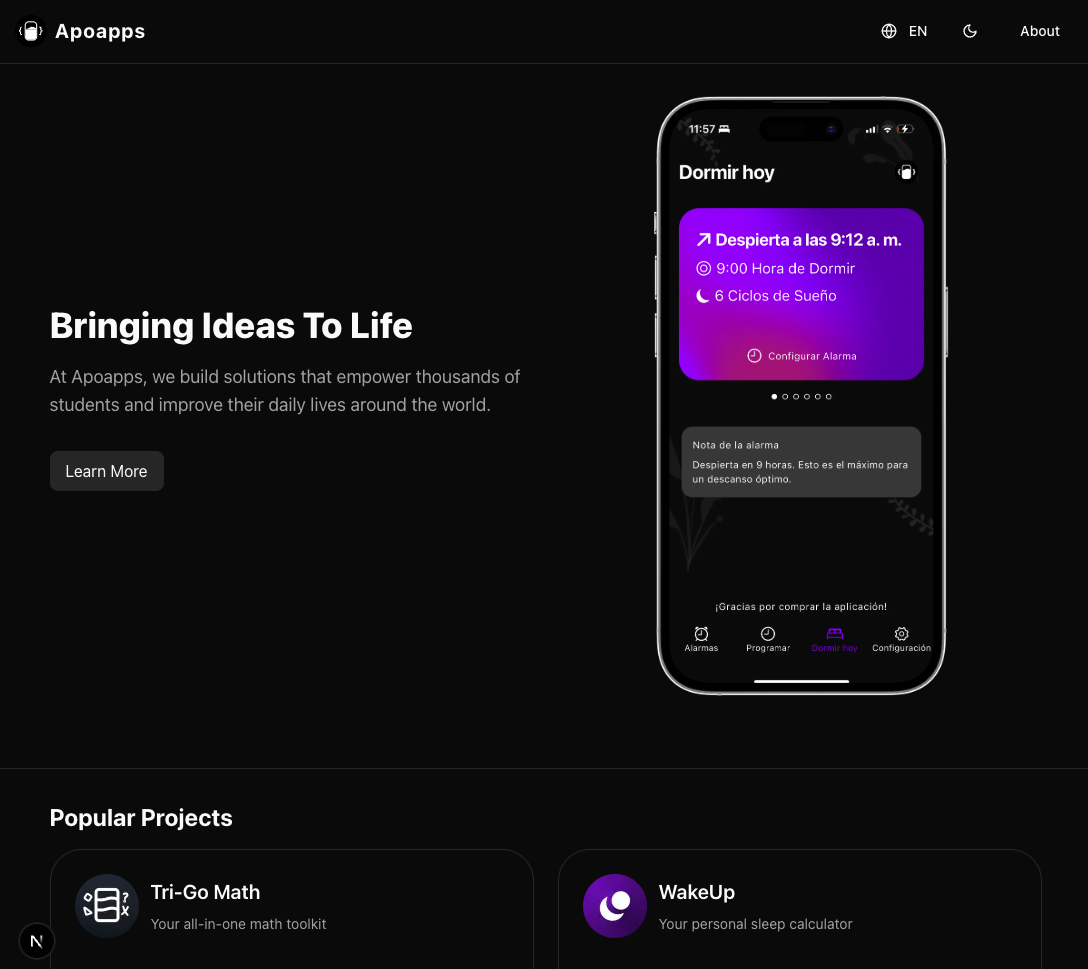 Apoapps
EN
About
Bringing Ideas To Life
At Apoapps, we build solutions that empower thousands of
students and improve their daily lives around the world.
Learn More
11:57
Dormir hoy
Despierta a las 9:12 a. m.
9:00 Hora de Dormir
6 Ciclos de Sueño
Configurar Alarma
Nota de la alarma
Despierta en 9 horas. Esto es el máximo para
un descanso óptimo.
¡Gracias por comprar la aplicación!
Alarmas
Programar
Dormir hoy
Configuración
Popular Projects
Tri-Go Math
Your all-in-one math toolkit
WakeUp
Your personal sleep calculator
N